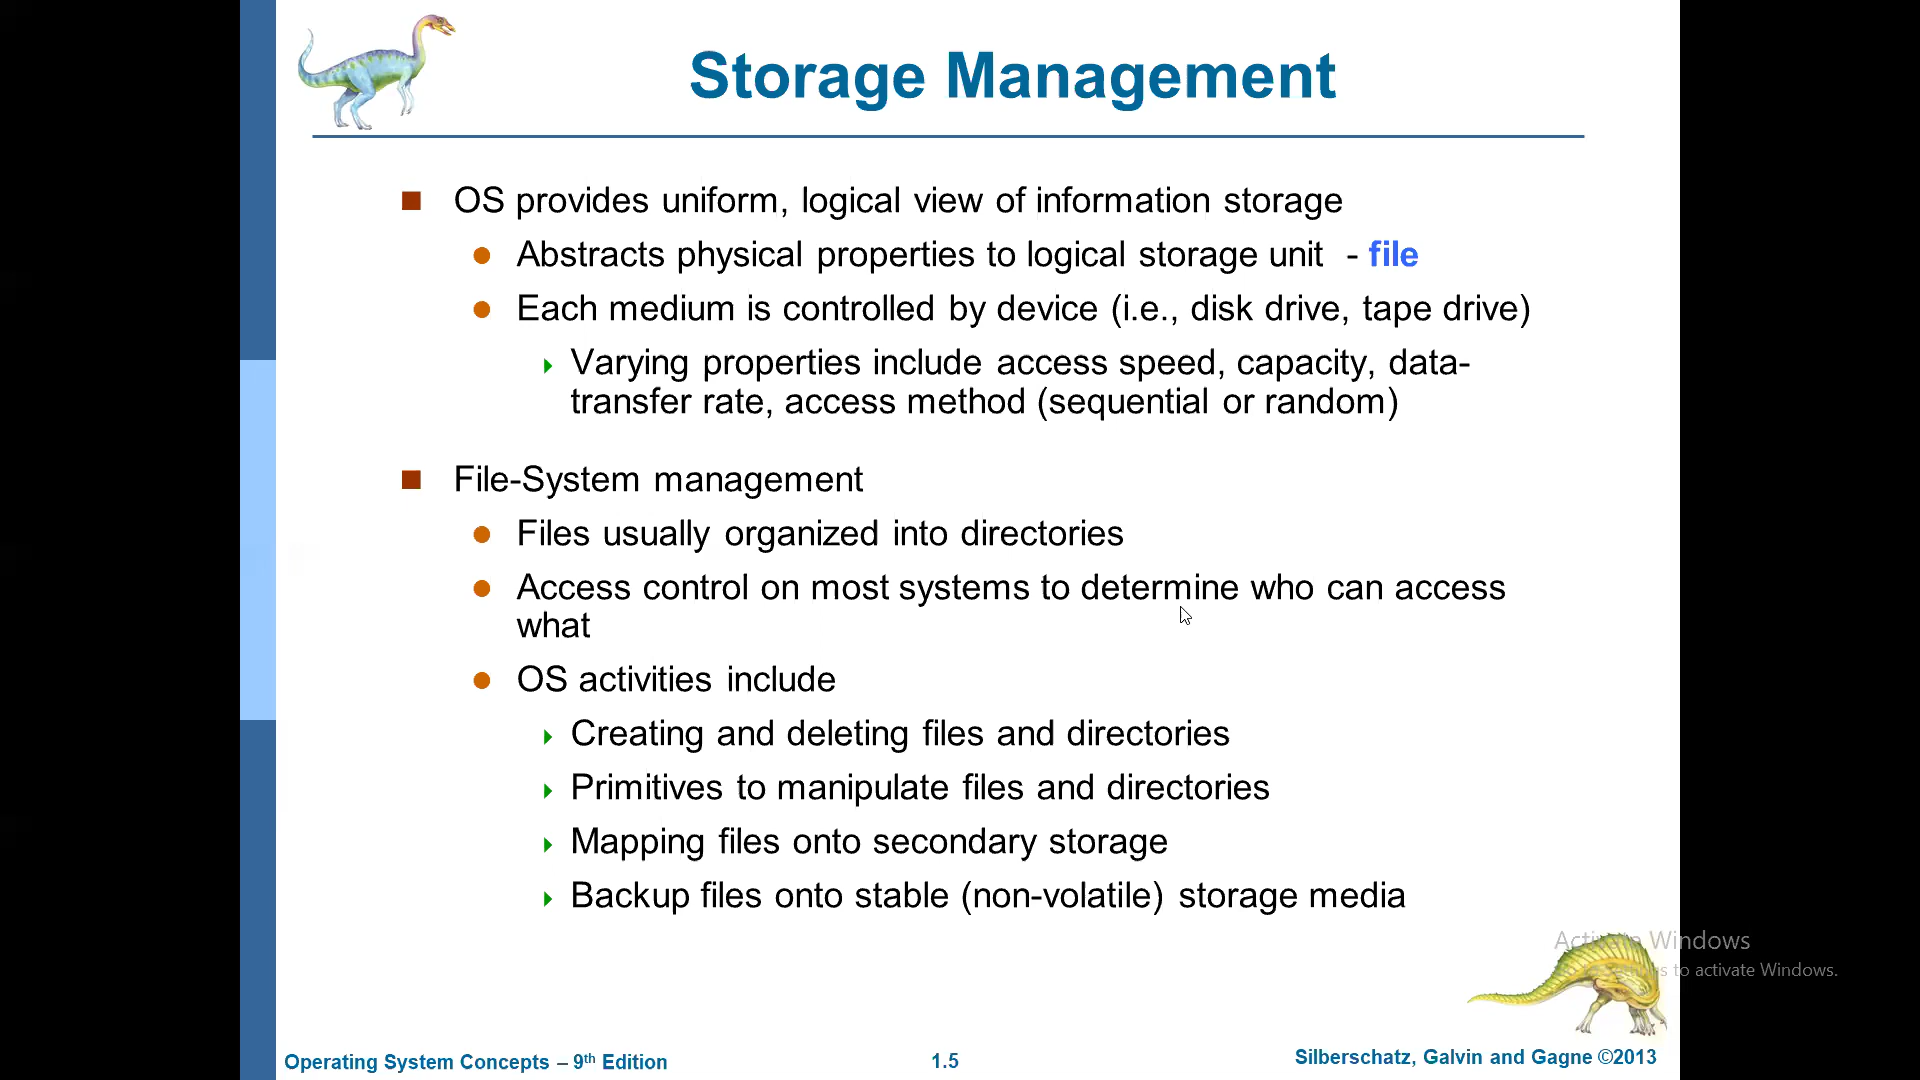 Storage Management
OS provides uniform, logical view of information storage
Abstracts physical properties to logical storage unit - file
Each medium is controlled by device (i.e., disk drive, tape drive)
Varying properties include access speed, capacity, data-
transfer rate, access method (sequential or random)
File-System management
Files usually organized into directories
Access control on most systems to determine who can access
what
OS activities include
Creating and deleting files and directories
Primitives to manipulate files and directories
Mapping files onto secondary storage
Backup files onto stable (non-volatile) storage media
Activate Windows
to activate Windows.
Operating System Concepts – 9th Edition
1.5
Silberschatz, Galvin and Gagne ©2013